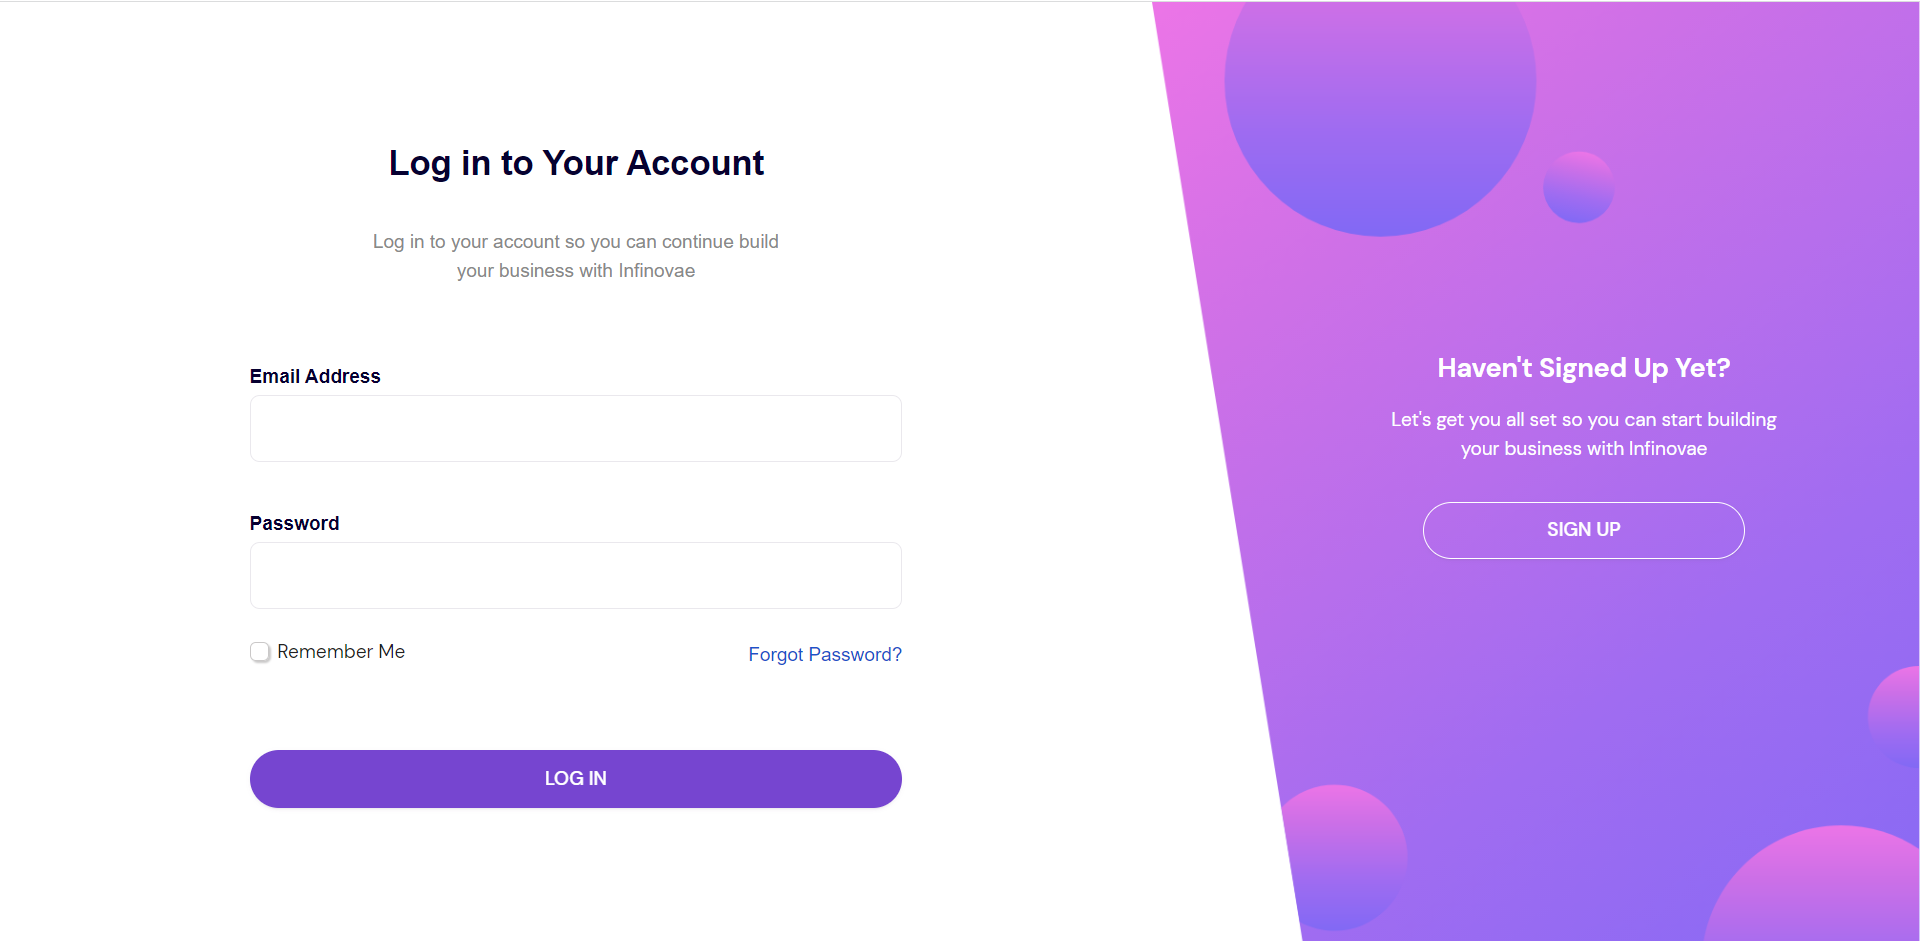 Log in to Your Account
Log in to your account so you can continue build
your business with Infinovae
Email Address
Password
Remember Me
Forgot Password?
LOG IN
Haven't Signed Up Yet?
Let's get you all set so you can start building
your business with Infinovae
SIGN UP